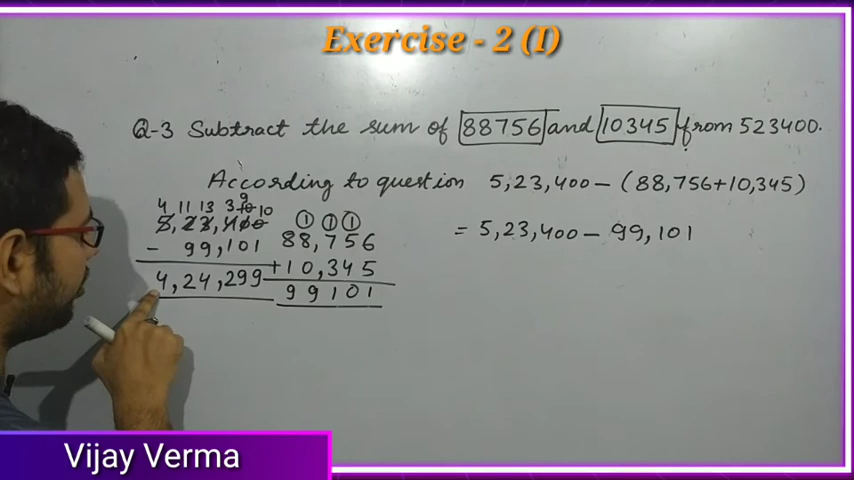 Exercise - 2 (I)
Q-3 Subtract the sum of 88756 and 10345 from 523400.
According to question 5,23,400 - (88,756+10,345)
= 5,23,400 - 99,101
4 11 13 3 9 10 10
5,23,400
- 99,101
4,24,299
1 1 1
88,756
+10,345
99101
Vijay Verma